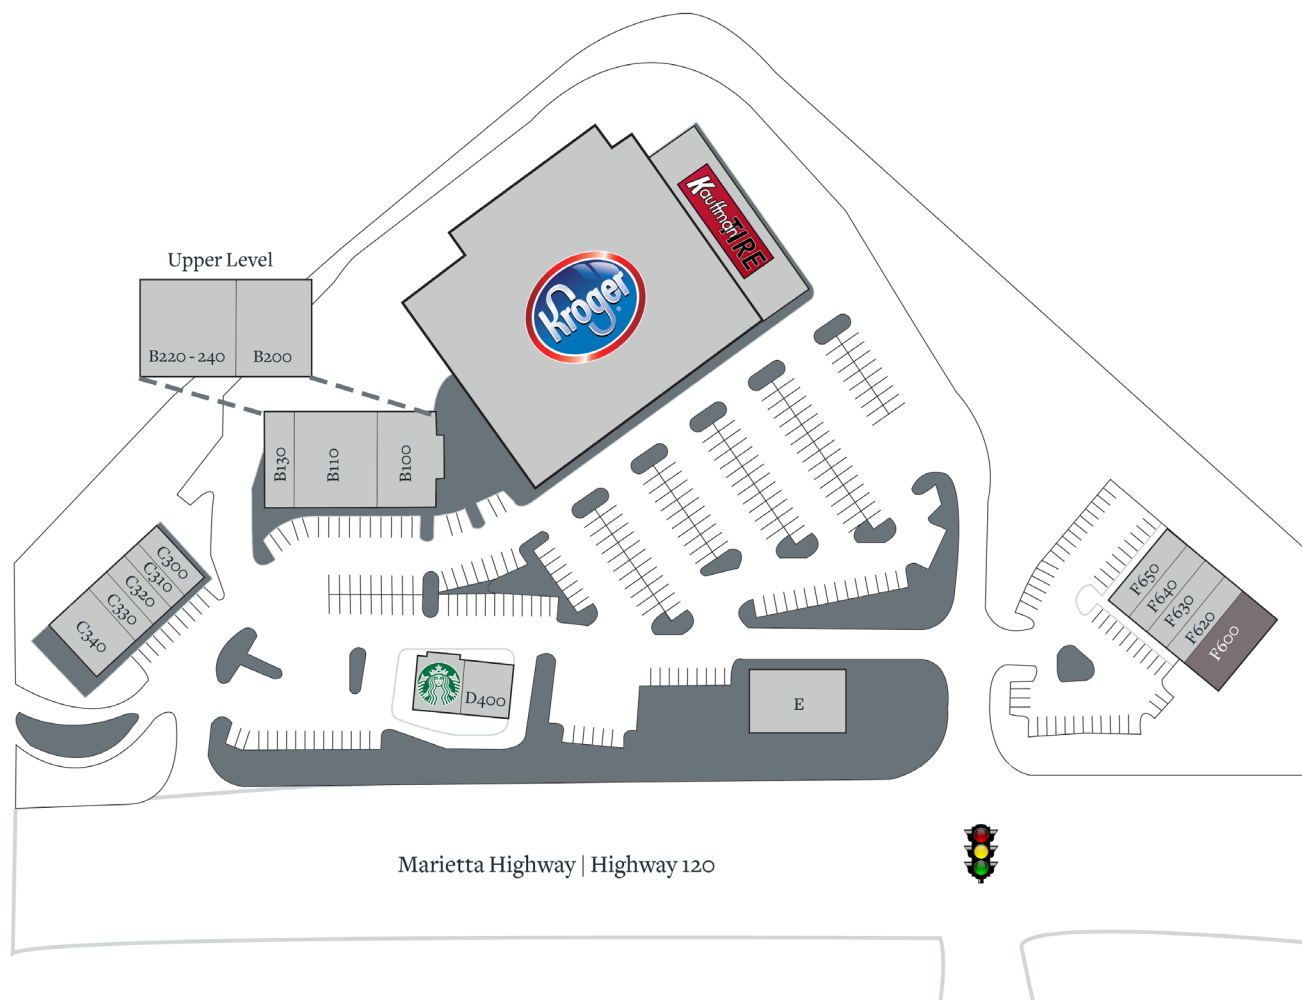 Kauffman
TIRE
Kroger
Upper Level
B220 - 240
B200
B130
B110
B100
C300
C310
C320
C330
C340
F650
F640
F630
F620
F600
D400
E
Marietta Highway | Highway 120